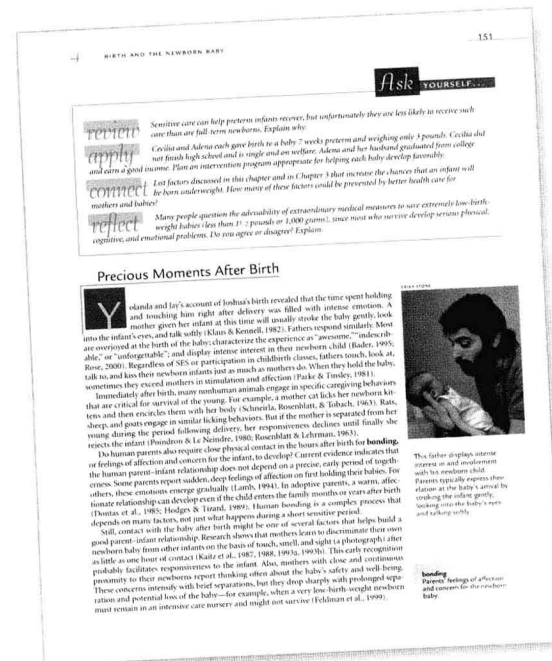 151
BIRTH AND THE NEWBORN BABY
Ask YOURSELF...
review Sensitive care can help preterm infants recover, but unfortunately they are less likely to receive such
care than are full-term newborns. Explain why.
apply Cecilia and Adena each gave birth to a baby 7 weeks preterm and weighing only 3 pounds. Cecilia did
not finish high school and is single and on welfare. Adena and her husband graduated from college
and earn a good income. Plan an intervention program appropriate for helping each baby develop favorably.
connect List factors discussed in this chapter and in Chapter 3 that increase the chances that an infant will
be born underweight. How many of these factors could be prevented by better health care for
mothers and babies?
reflect Many people question the advisability of extraordinary medical measures to save extremely low-birth-
weight babies (less than 1½ pounds or 1,000 grams), since most who survive develop serious physical,
cognitive, and emotional problems. Do you agree or disagree? Explain.
Precious Moments After Birth
Yolanda and Jay's account of Joshua's birth revealed that the time spent holding
and touching him right after delivery was filled with intense emotion. A
mother given her infant at this time will usually stroke the baby gently, look
into the infant's eyes, and talk softly (Klaus & Kennell, 1982). Fathers respond similarly. Most
are overjoyed at the birth of the baby; characterize the experience as "awesome," "indescrib-
able," or "unforgettable"; and display intense interest in their newborn child (Bader, 1995;
Rose, 2000). Regardless of SES or participation in childbirth classes, fathers touch, look at,
talk to, and kiss their newborn infants just as much as mothers do. When they hold the baby,
sometimes they exceed mothers in stimulation and affection (Parke & Tinsley, 1981).
Immediately after birth, many nonhuman animals engage in specific caregiving behaviors
that are critical for survival of the young. For example, a mother cat licks her newborn kit-
tens and then encircles them with her body (Schneirla, Rosenblatt, & Tobach, 1963). Rats,
sheep, and goats engage in similar licking behaviors. But if the mother is separated from her
young during the period following delivery, her responsiveness declines until finally she
rejects the infant (Poindron & Le Neindre, 1980; Rosenblatt & Lehrman, 1963).
Do human parents also require close physical contact in the hours after birth for bonding,
or feelings of affection and concern for the infant, to develop? Current evidence indicates that
the human parent–infant relationship does not depend on a precise, early period of togeth-
erness. Some parents report sudden, deep feelings of affection on first holding their babies. For
others, these emotions emerge gradually (Lamb, 1994). In adoptive parents, a warm, affec-
tionate relationship can develop even if the child enters the family months or years after birth
(Dontas et al., 1985; Hodges & Tizard, 1989). Human bonding is a complex process that
depends on many factors, not just what happens during a short sensitive period.
Still, contact with the baby after birth might be one of several factors that helps build a
good parent–infant relationship. Research shows that mothers learn to discriminate their own
newborn baby from other infants on the basis of touch, smell, and sight (a photograph) after
as little as one hour of contact (Kaitz et al., 1987, 1988, 1993a, 1993b). This early recognition
probably facilitates responsiveness to the infant. Also, mothers with close and continuous
proximity to their newborns report thinking often about the baby's safety and well-being.
These concerns intensify with brief separations, but they drop sharply with prolonged sepa-
ration and potential loss of the baby—for example, when a very low-birth-weight newborn
must remain in an intensive care nursery and might not survive (Feldman et al., 1999).
This father displays intense
interest in and involvement
with his newborn child.
Parents typically express their
elation at the baby's arrival by
stroking the infant gently,
looking into the baby's eyes
and talking softly.
bonding
Parents' feelings of affection
and concern for the newborn
baby.